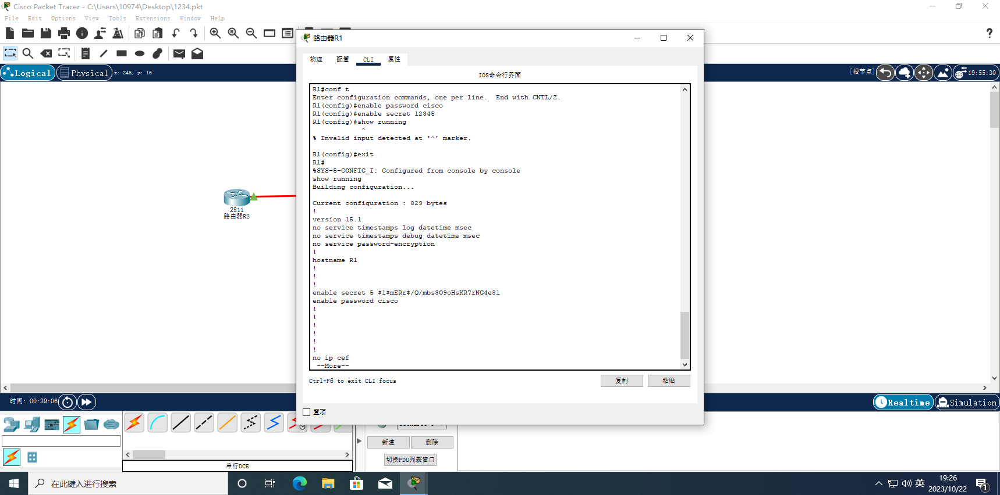 Cisco Packet Tracer - C:\Users\10974\Desktop\1234.pkt
File Edit Options View Tools Extensions Window Help
Logical
Physical
x: 245, y: 16
[根节点]
19:55:30
路由器R1
物理 配置 CLI 属性
IOS命令行界面
R1#conf t
Enter configuration commands, one per line. End with CNTL/Z.
R1(config)#enable password cisco
R1(config)#enable secret 12345
R1(config)#show running
^
% Invalid input detected at '^' marker.
R1(config)#exit
R1#
%SYS-5-CONFIG_I: Configured from console by console
show running
Building configuration...
Current configuration : 829 bytes
!
version 15.1
no service timestamps log datetime msec
no service timestamps debug datetime msec
no service password-encryption
!
hostname R1
!
!
!
enable secret 5 $1$mERr$/Q/mbs3O9oHsKR7rNG4e81
enable password cisco
!
!
!
!
!
!
no ip cef
--More--
Ctrl+F6 to exit CLI focus
复制
粘贴
置顶
2811
路由器R2
时间: 00:39:06
Realtime
Simulation
新建
删除
切换PDU列表窗口
串行DCE
在此键入进行搜索
英
19:26
2023/10/22
1